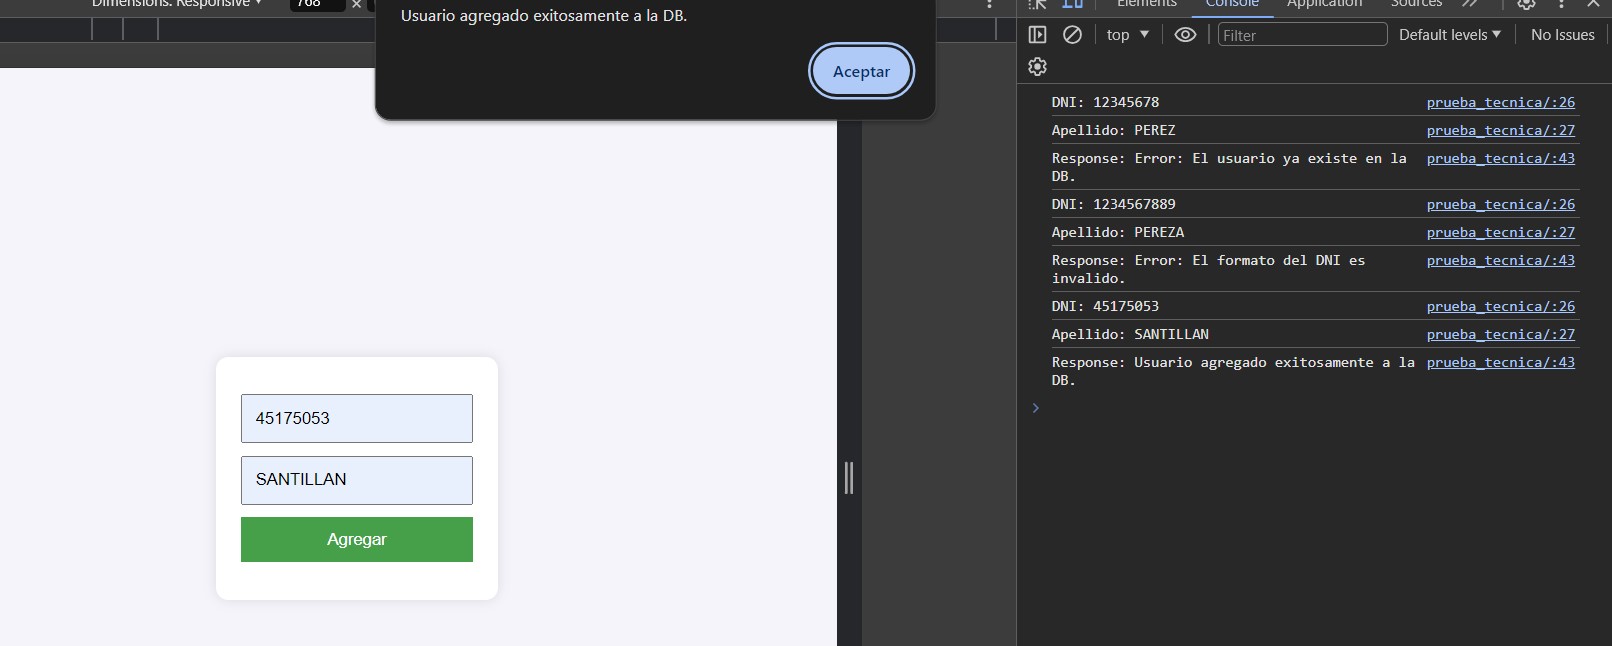 Dimensions: Responsive
768
×
Usuario agregado exitosamente a la DB.
Aceptar
45175053
SANTILLAN
Agregar
Elements
Console
Application
Sources
top
Filter
Default levels
No Issues
DNI: 12345678 prueba_tecnica/:26
Apellido: PEREZ prueba_tecnica/:27
Response: Error: El usuario ya existe en la prueba_tecnica/:43
DB.
DNI: 1234567889 prueba_tecnica/:26
Apellido: PEREZA prueba_tecnica/:27
Response: Error: El formato del DNI es prueba_tecnica/:43
invalido.
DNI: 45175053 prueba_tecnica/:26
Apellido: SANTILLAN prueba_tecnica/:27
Response: Usuario agregado exitosamente a la prueba_tecnica/:43
DB.